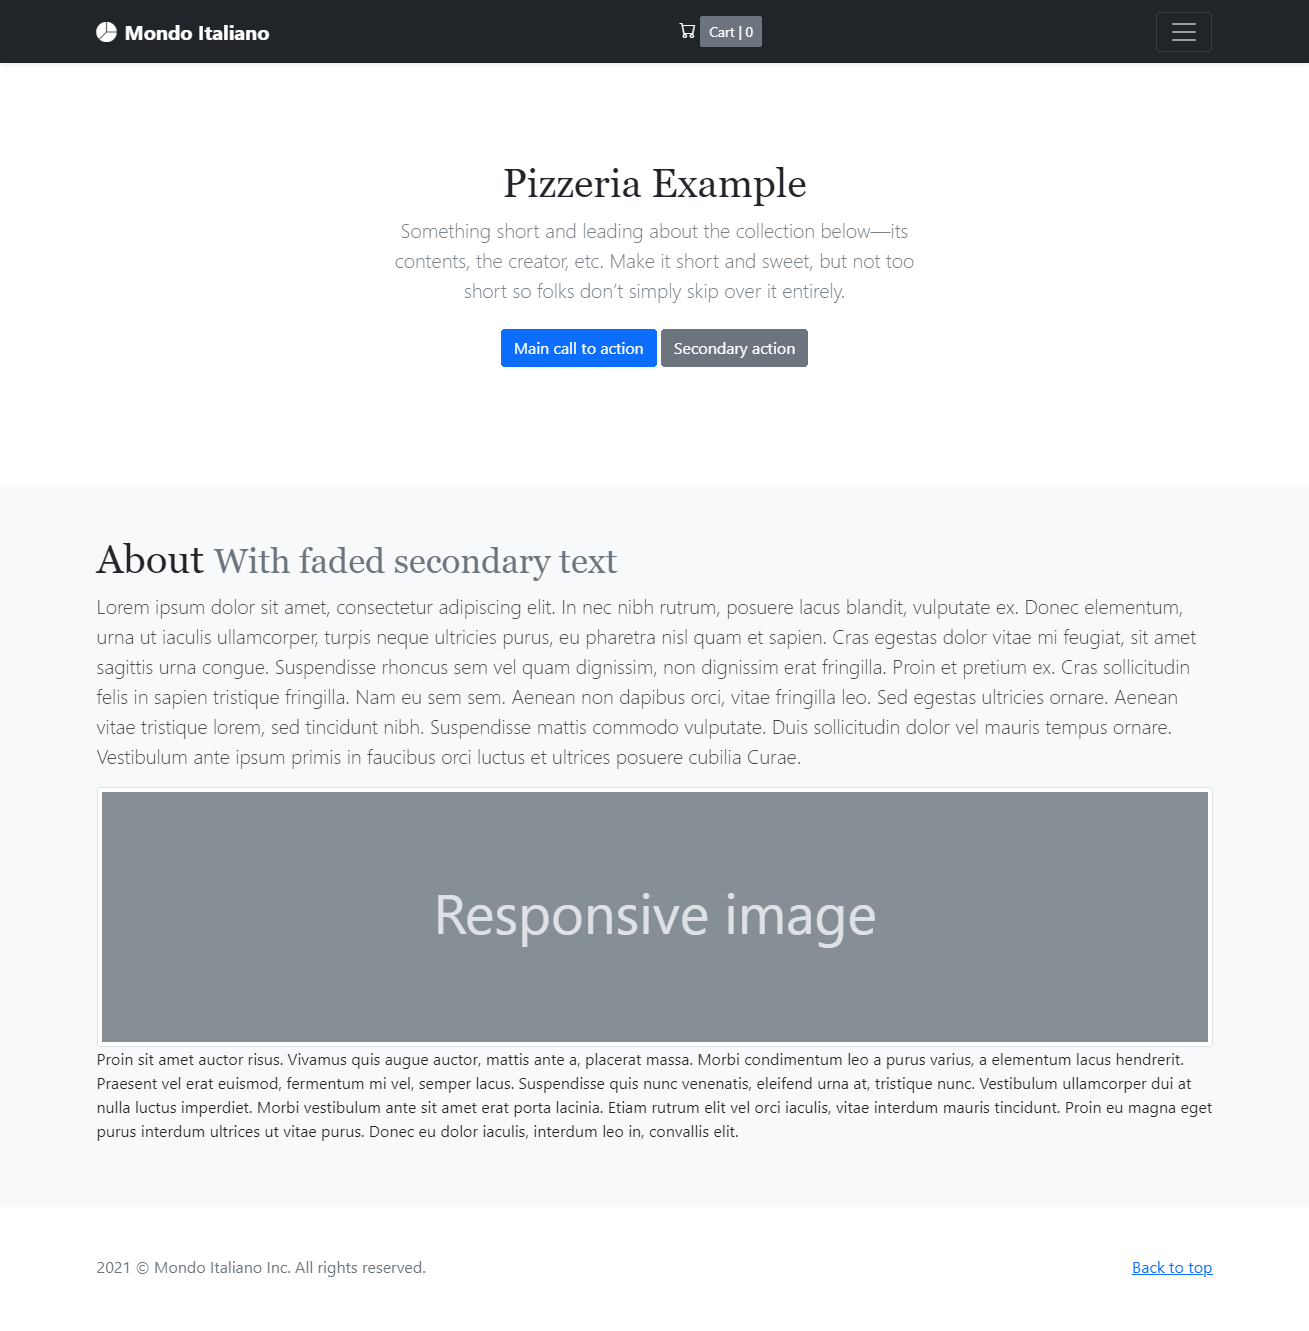 Mondo Italiano
Cart | 0
Pizzeria Example
Something short and leading about the collection below—its
contents, the creator, etc. Make it short and sweet, but not too
short so folks don’t simply skip over it entirely.
Main call to action
Secondary action
About With faded secondary text
Lorem ipsum dolor sit amet, consectetur adipiscing elit. In nec nibh rutrum, posuere lacus blandit, vulputate ex. Donec elementum,
urna ut iaculis ullamcorper, turpis neque ultricies purus, eu pharetra nisl quam et sapien. Cras egestas dolor vitae mi feugiat, sit amet
sagittis urna congue. Suspendisse rhoncus sem vel quam dignissim, non dignissim erat fringilla. Proin et pretium ex. Cras sollicitudin
felis in sapien tristique fringilla. Nam eu sem sem. Aenean non dapibus orci, vitae fringilla leo. Sed egestas ultricies ornare. Aenean
vitae tristique lorem, sed tincidunt nibh. Suspendisse mattis commodo vulputate. Duis sollicitudin dolor vel mauris tempus ornare.
Vestibulum ante ipsum primis in faucibus orci luctus et ultrices posuere cubilia Curae.
Responsive image
Proin sit amet auctor risus. Vivamus quis augue auctor, mattis ante a, placerat massa. Morbi condimentum leo a purus varius, a elementum lacus hendrerit.
Praesent vel erat euismod, fermentum mi vel, semper lacus. Suspendisse quis nunc venenatis, eleifend urna at, tristique nunc. Vestibulum ullamcorper dui at
nulla luctus imperdiet. Morbi vestibulum ante sit amet erat porta lacinia. Etiam rutrum elit vel orci iaculis, vitae interdum mauris tincidunt. Proin eu magna eget
purus interdum ultrices ut vitae purus. Donec eu dolor iaculis, interdum leo in, convallis elit.
2021 © Mondo Italiano Inc. All rights reserved.
Back to top